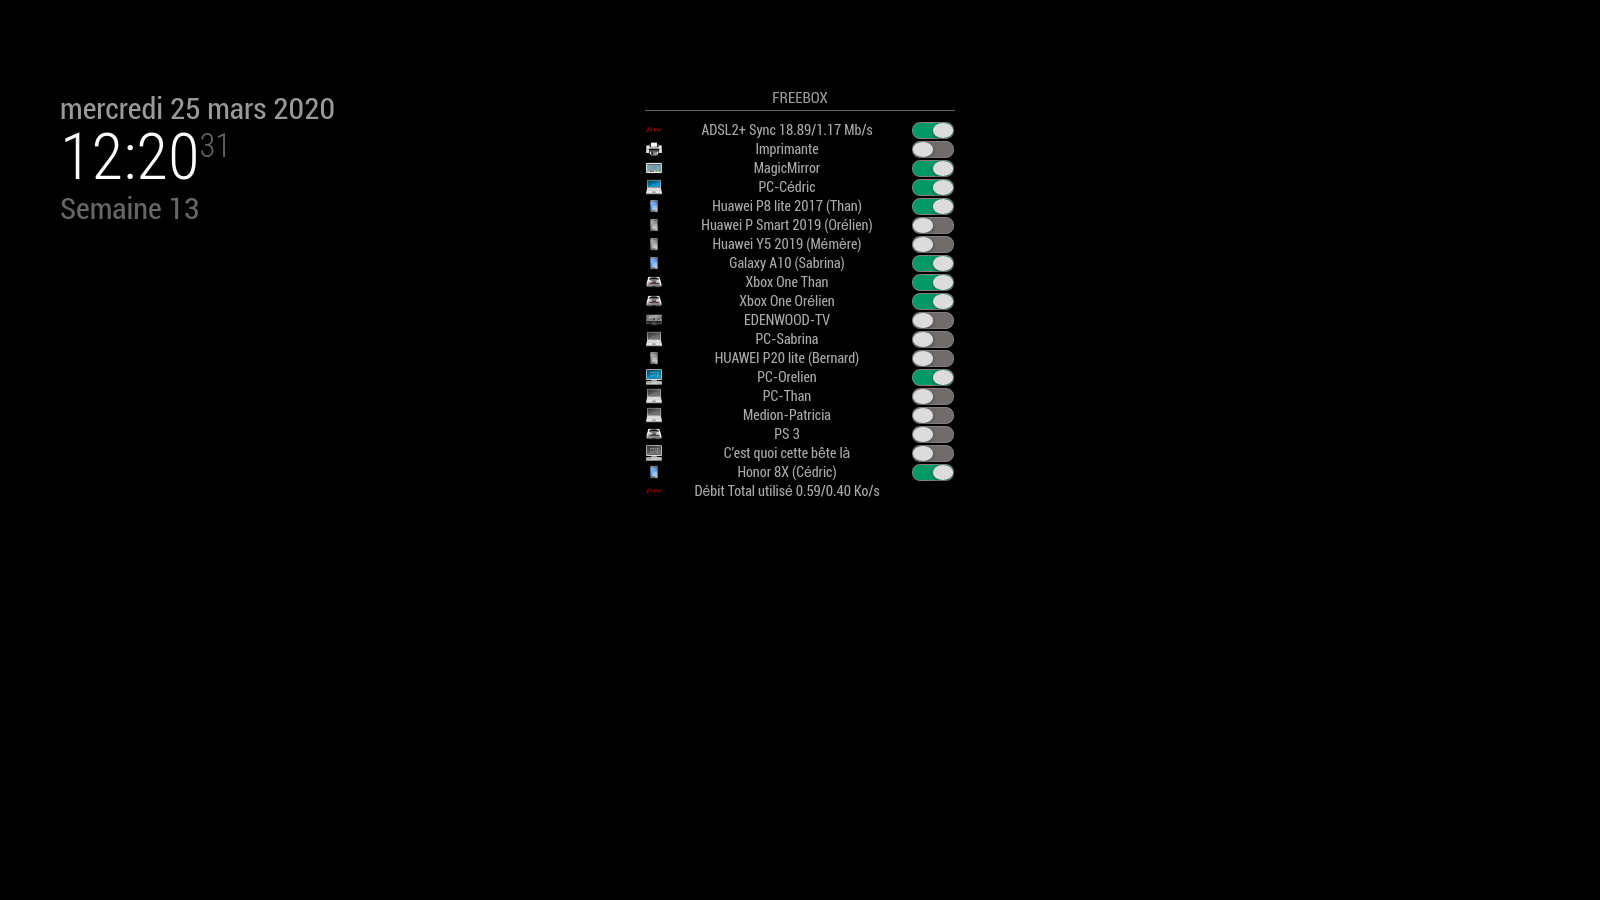 mercredi 25 mars 2020
12:20 31
Semaine 13
FREEBOX
free ADSL2+ Sync 18.89/1.17 Mb/s
Imprimante
MagicMirror
PC-Cédric
Huawei P8 lite 2017 (Than)
Huawei P Smart 2019 (Orélien)
Huawei Y5 2019 (Mémère)
Galaxy A10 (Sabrina)
Xbox One Than
Xbox One Orélien
EDENWOOD-TV
PC-Sabrina
HUAWEI P20 lite (Bernard)
PC-Orelien
PC-Than
Medion-Patricia
PS 3
C'est quoi cette bête là
Honor 8X (Cédric)
free Débit Total utilisé 0.59/0.40 Ko/s